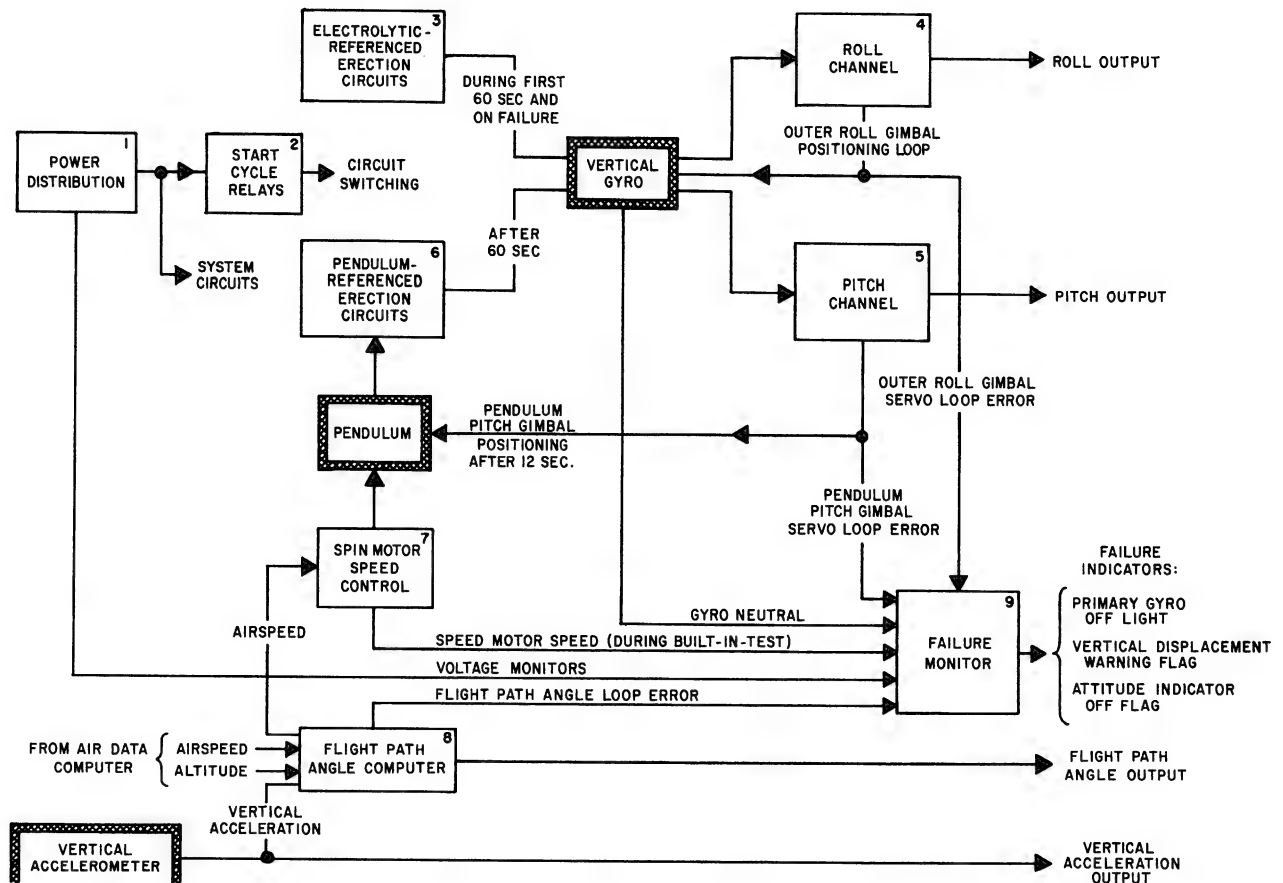 3
ELECTROLYTIC-
REFERENCED
ERECTION
CIRCUITS
DURING FIRST
60 SEC AND
ON FAILURE
4
ROLL
CHANNEL
ROLL OUTPUT
OUTER ROLL GIMBAL
POSITIONING LOOP
1
POWER
DISTRIBUTION
2
START
CYCLE
RELAYS
CIRCUIT
SWITCHING
VERTICAL
GYRO
SYSTEM
CIRCUITS
AFTER
60 SEC
6
PENDULUM-
REFERENCED
ERECTION
CIRCUITS
5
PITCH
CHANNEL
PITCH OUTPUT
OUTER ROLL GIMBAL
SERVO LOOP ERROR
PENDULUM
PENDULUM
PITCH GIMBAL
POSITIONING
AFTER 12 SEC.
PENDULUM
PITCH GIMBAL
SERVO LOOP ERROR
7
SPIN MOTOR
SPEED
CONTROL
AIRSPEED
GYRO NEUTRAL
SPEED MOTOR SPEED (DURING BUILT-IN-TEST)
VOLTAGE MONITORS
FLIGHT PATH ANGLE LOOP ERROR
9
FAILURE
MONITOR
FAILURE
INDICATORS:
PRIMARY GYRO
OFF LIGHT
VERTICAL DISPLACEMENT
WARNING FLAG
ATTITUDE INDICATOR
OFF FLAG
FROM AIR DATA
COMPUTER
AIRSPEED
ALTITUDE
8
FLIGHT PATH
ANGLE COMPUTER
FLIGHT PATH
ANGLE OUTPUT
VERTICAL
ACCELERATION
VERTICAL
ACCELEROMETER
VERTICAL
ACCELERATION
OUTPUT